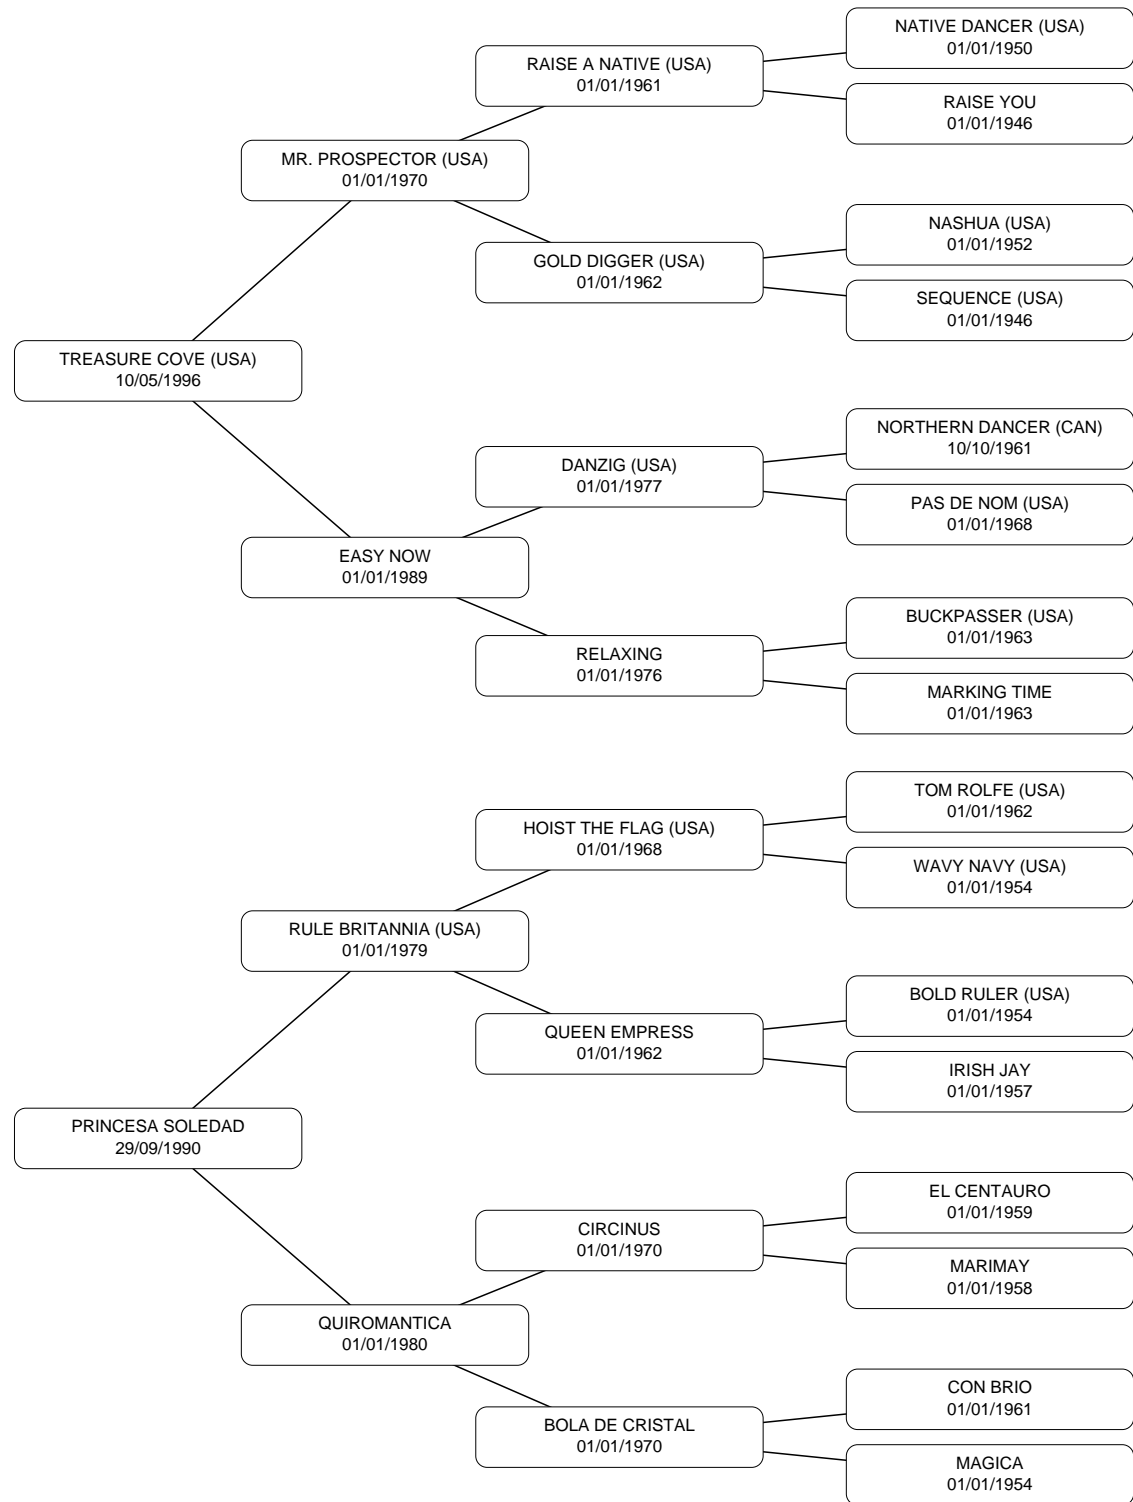 NATIVE DANCER (USA)
01/01/1950
RAISE A NATIVE (USA)
01/01/1961
RAISE YOU
01/01/1946
MR. PROSPECTOR (USA)
01/01/1970
NASHUA (USA)
01/01/1952
GOLD DIGGER (USA)
01/01/1962
SEQUENCE (USA)
01/01/1946
TREASURE COVE (USA)
10/05/1996
NORTHERN DANCER (CAN)
10/10/1961
DANZIG (USA)
01/01/1977
PAS DE NOM (USA)
01/01/1968
EASY NOW
01/01/1989
BUCKPASSER (USA)
01/01/1963
RELAXING
01/01/1976
MARKING TIME
01/01/1963
TOM ROLFE (USA)
01/01/1962
HOIST THE FLAG (USA)
01/01/1968
WAVY NAVY (USA)
01/01/1954
RULE BRITANNIA (USA)
01/01/1979
BOLD RULER (USA)
01/01/1954
QUEEN EMPRESS
01/01/1962
IRISH JAY
01/01/1957
PRINCESA SOLEDAD
29/09/1990
EL CENTAURO
01/01/1959
CIRCINUS
01/01/1970
MARIMAY
01/01/1958
QUIROMANTICA
01/01/1980
CON BRIO
01/01/1961
BOLA DE CRISTAL
01/01/1970
MAGICA
01/01/1954